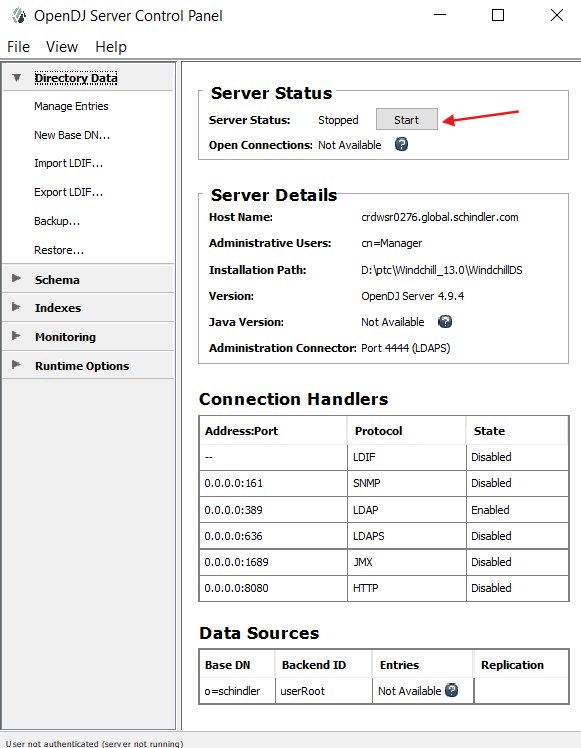 OpenDJ Server Control Panel
File View Help
Directory Data
Manage Entries
New Base DN...
Import LDIF...
Export LDIF...
Backup...
Restore...
Schema
Indexes
Monitoring
Runtime Options
Server Status
Server Status: Stopped Start
Open Connections: Not Available ?
Server Details
Host Name: crdwsr0276.global.schindler.com
Administrative Users: cn=Manager
Installation Path: D:\ptc\Windchill_13.0\WindchillDS
Version: OpenDJ Server 4.9.4
Java Version: Not Available ?
Administration Connector: Port 4444 (LDAPS)
Connection Handlers
Address:Port Protocol State
-- LDIF Disabled
0.0.0.0:161 SNMP Disabled
0.0.0.0:389 LDAP Enabled
0.0.0.0:636 LDAPS Disabled
0.0.0.0:1689 JMX Disabled
0.0.0.0:8080 HTTP Disabled
Data Sources
Base DN Backend ID Entries Replication
o=schindler userRoot Not Available ?
User not authenticated (server not running)